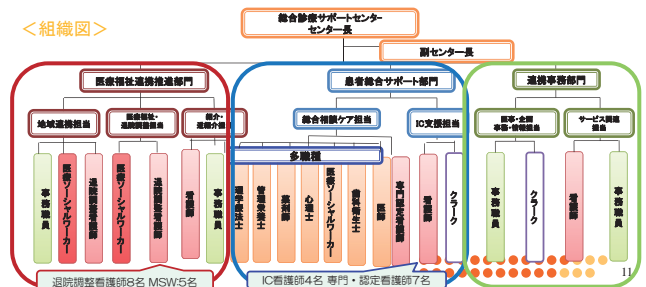 ＜組織図＞
総合診療サポートセンター
センター長
副センター長
医療福祉連携推進部門
患者総合サポート部門
連携事務部門
地域連携担当
医療福祉・
退院調整担当
紹介・
逆紹介担当
総合相談ケア担当
IC支援担当
医事・企画
事務・情報担当
サービス関連
担当
多職種
事務職員
医療ソーシャルワーカー
退院調整看護師
医療ソーシャルワーカー
退院調整看護師
看護師
事務職員
理学療法士
管理栄養士
薬剤師
心理士
医療ソーシャルワーカー
歯科衛生士
医師
専門認定看護師
看護師
クラーク
事務職員
クラーク
看護師
事務職員
退院調整看護師8名 MSW:5名
IC看護師4名 専門・認定看護師7名
11